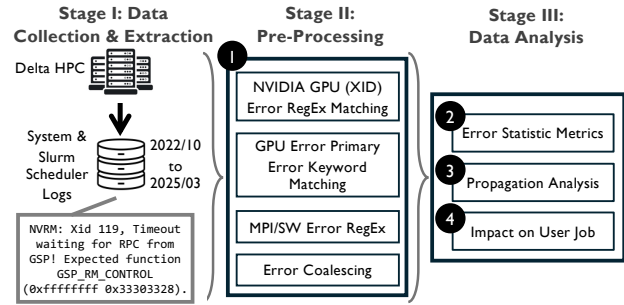 Stage I: Data
Collection & Extraction
Delta HPC
System &
Slurm
Scheduler
Logs
2022/10
to
2025/03
NVRM: Xid 119, Timeout
waiting for RPC from
GSP! Expected function
GSP_RM_CONTROL
(0xffffffff 0x33303328).
Stage II:
Pre-Processing
1
NVIDIA GPU (XID)
Error RegEx Matching
GPU Error Primary
Error Keyword
Matching
MPI/SW Error RegEx
Error Coalescing
Stage III:
Data Analysis
2
Error Statistic Metrics
3
Propagation Analysis
4
Impact on User Job